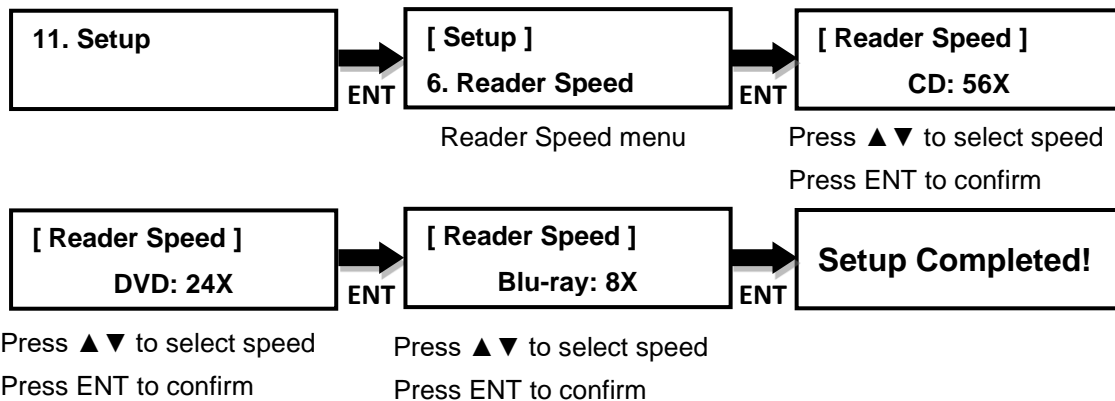 11. Setup
ENT
[ Setup ]
6. Reader Speed
Reader Speed menu
ENT
[ Reader Speed ]
CD: 56X
Press ▲▼ to select speed
Press ENT to confirm
[ Reader Speed ]
DVD: 24X
Press ▲▼ to select speed
Press ENT to confirm
ENT
[ Reader Speed ]
Blu-ray: 8X
Press ▲▼ to select speed
Press ENT to confirm
ENT
Setup Completed!